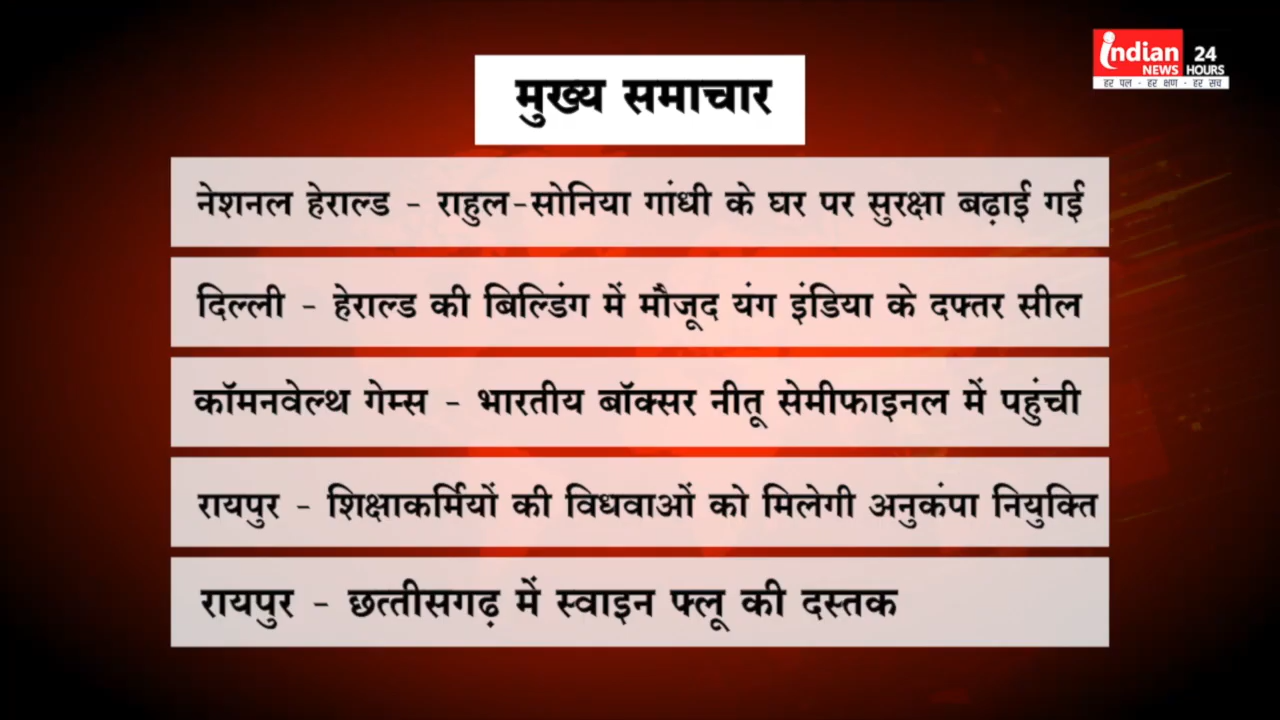 indian 24
NEWS HOURS
हर पल - हर क्षण - हर सच
मुख्य समाचार
नेशनल हेराल्ड - राहुल-सोनिया गांधी के घर पर सुरक्षा बढ़ाई गई
दिल्ली - हेराल्ड की बिल्डिंग में मौजूद यंग इंडिया के दफ्तर सील
कॉमनवेल्थ गेम्स - भारतीय बॉक्सर नीतू सेमीफाइनल में पहुंची
रायपुर - शिक्षाकर्मियों की विधवाओं को मिलेगी अनुकंपा नियुक्ति
रायपुर - छत्तीसगढ़ में स्वाइन फ्लू की दस्तक